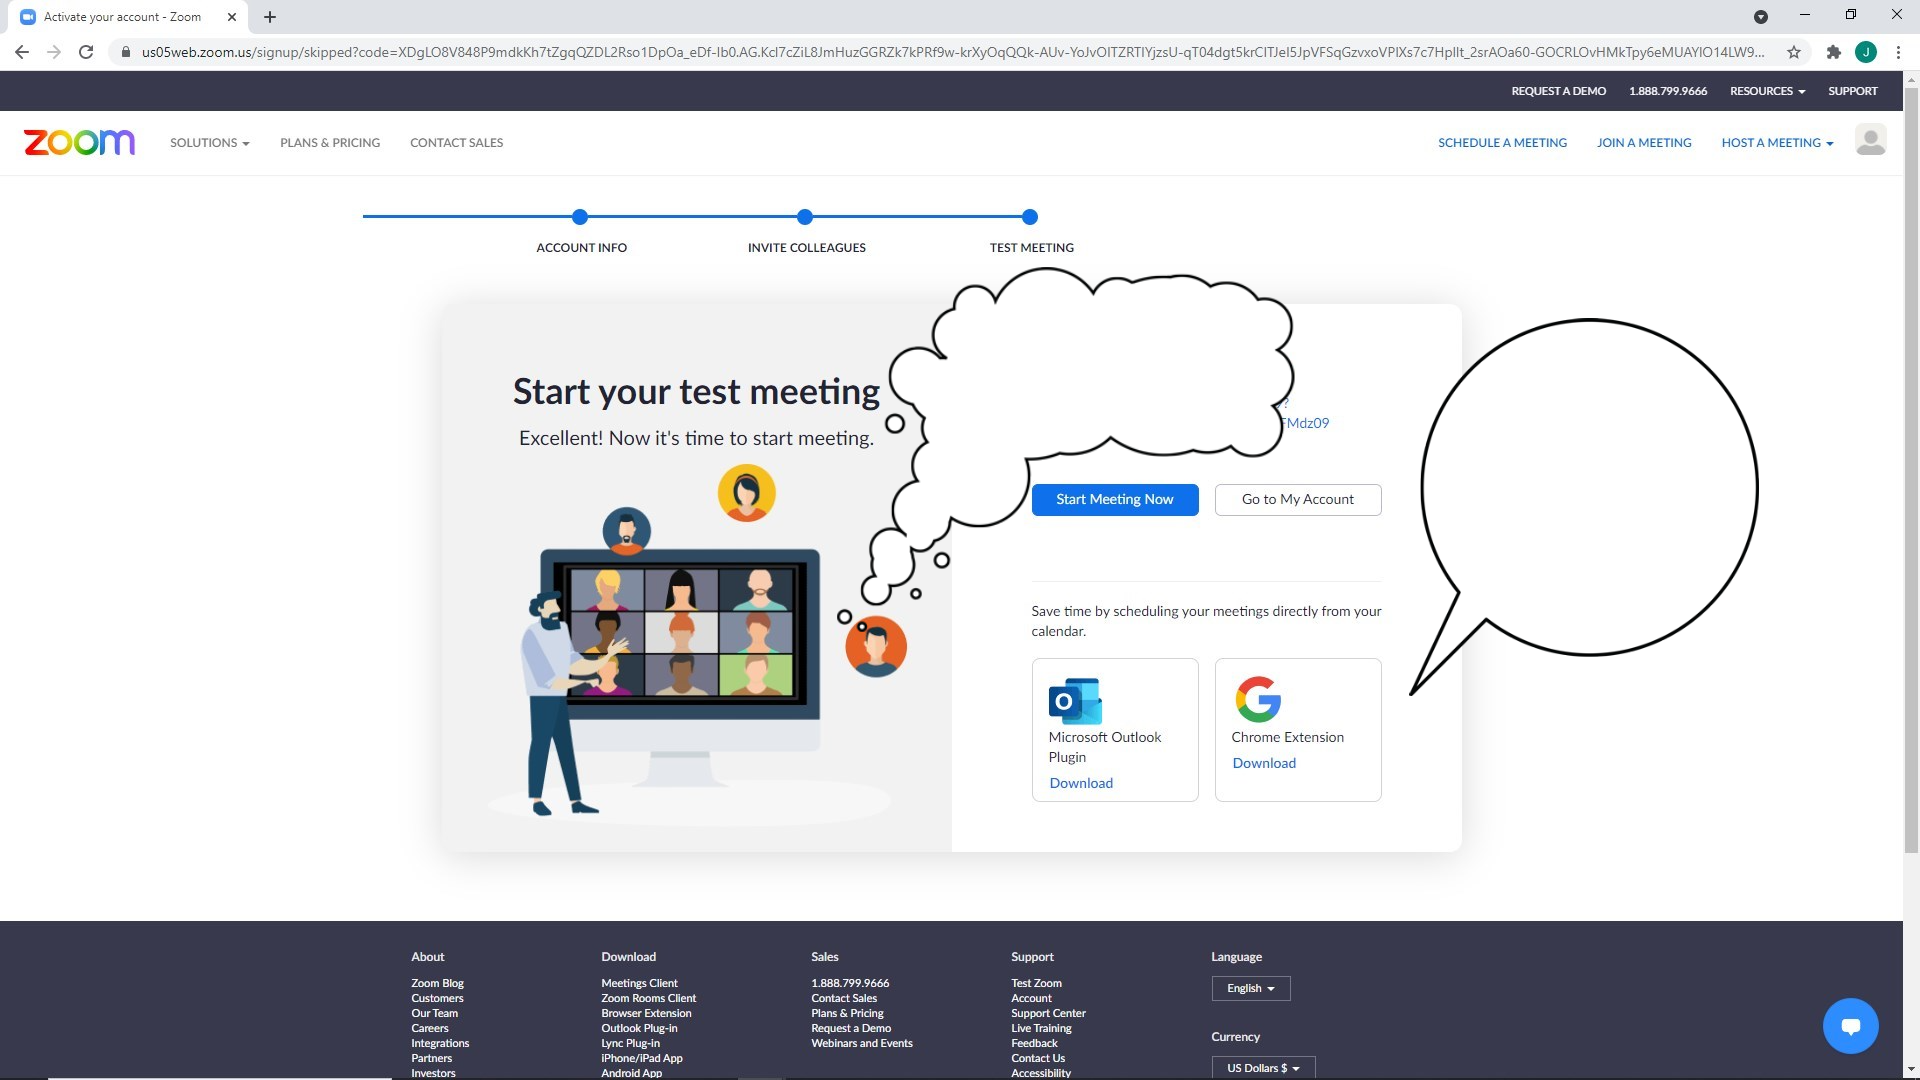 Activate your account - Zoom
us05web.zoom.us/signup/skipped?code=XDgLO8V848P9mdkKh7tZgqQZDL2Rso1DpOa_eDf-Ib0.AG.KcI7cZiL8JmHuzGGRZk7kPRf9w-krXyOqQQk-AUv-YoJvOITZRTIYjzsU-qT04dgt5krCITJeI5JpVFSqGzvxoVPIXs7c7HpIIt_2srAOa60-GOCRLOvHMkTpy6eMUAYIO14LW9...
J
REQUEST A DEMO 1.888.799.9666 RESOURCES SUPPORT
zoom SOLUTIONS PLANS & PRICING CONTACT SALES SCHEDULE A MEETING JOIN A MEETING HOST A MEETING
ACCOUNT INFO INVITE COLLEAGUES TEST MEETING
Start your test meeting
Excellent! Now it's time to start meeting.
FMdz09
Start Meeting Now Go to My Account
Save time by scheduling your meetings directly from your
calendar.
Microsoft Outlook
Plugin
Download
Chrome Extension
Download
About
Zoom Blog
Customers
Our Team
Careers
Integrations
Partners
Investors
Download
Meetings Client
Zoom Rooms Client
Browser Extension
Outlook Plug-in
Lync Plug-in
iPhone/iPad App
Android App
Sales
1.888.799.9666
Contact Sales
Plans & Pricing
Request a Demo
Webinars and Events
Support
Test Zoom
Account
Support Center
Live Training
Feedback
Contact Us
Accessibility
Language
English
Currency
US Dollars $